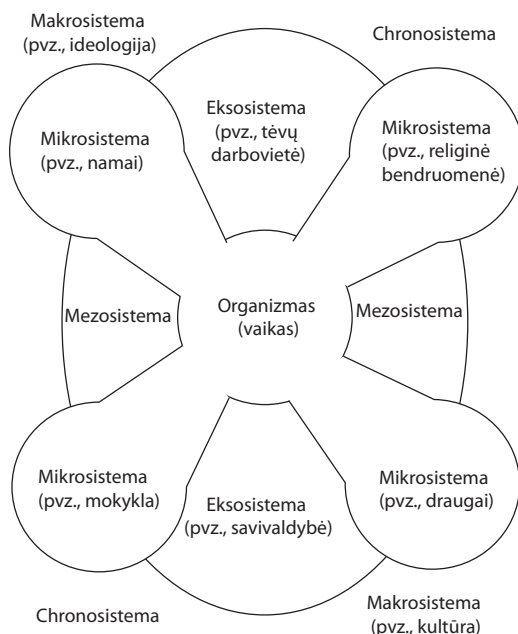 Makrosistema
(pvz., ideologija)
Chronosistema
Eksosistema
(pvz., tėvų
darbovietė)
Mikrosistema
(pvz., namai)
Mikrosistema
(pvz., religinė
bendruomenė)
Mezosistema
Organizmas
(vaikas)
Mezosistema
Mikrosistema
(pvz., mokykla)
Eksosistema
(pvz., savivaldybė)
Mikrosistema
(pvz., draugai)
Chronosistema
Makrosistema
(pvz., kultūra)